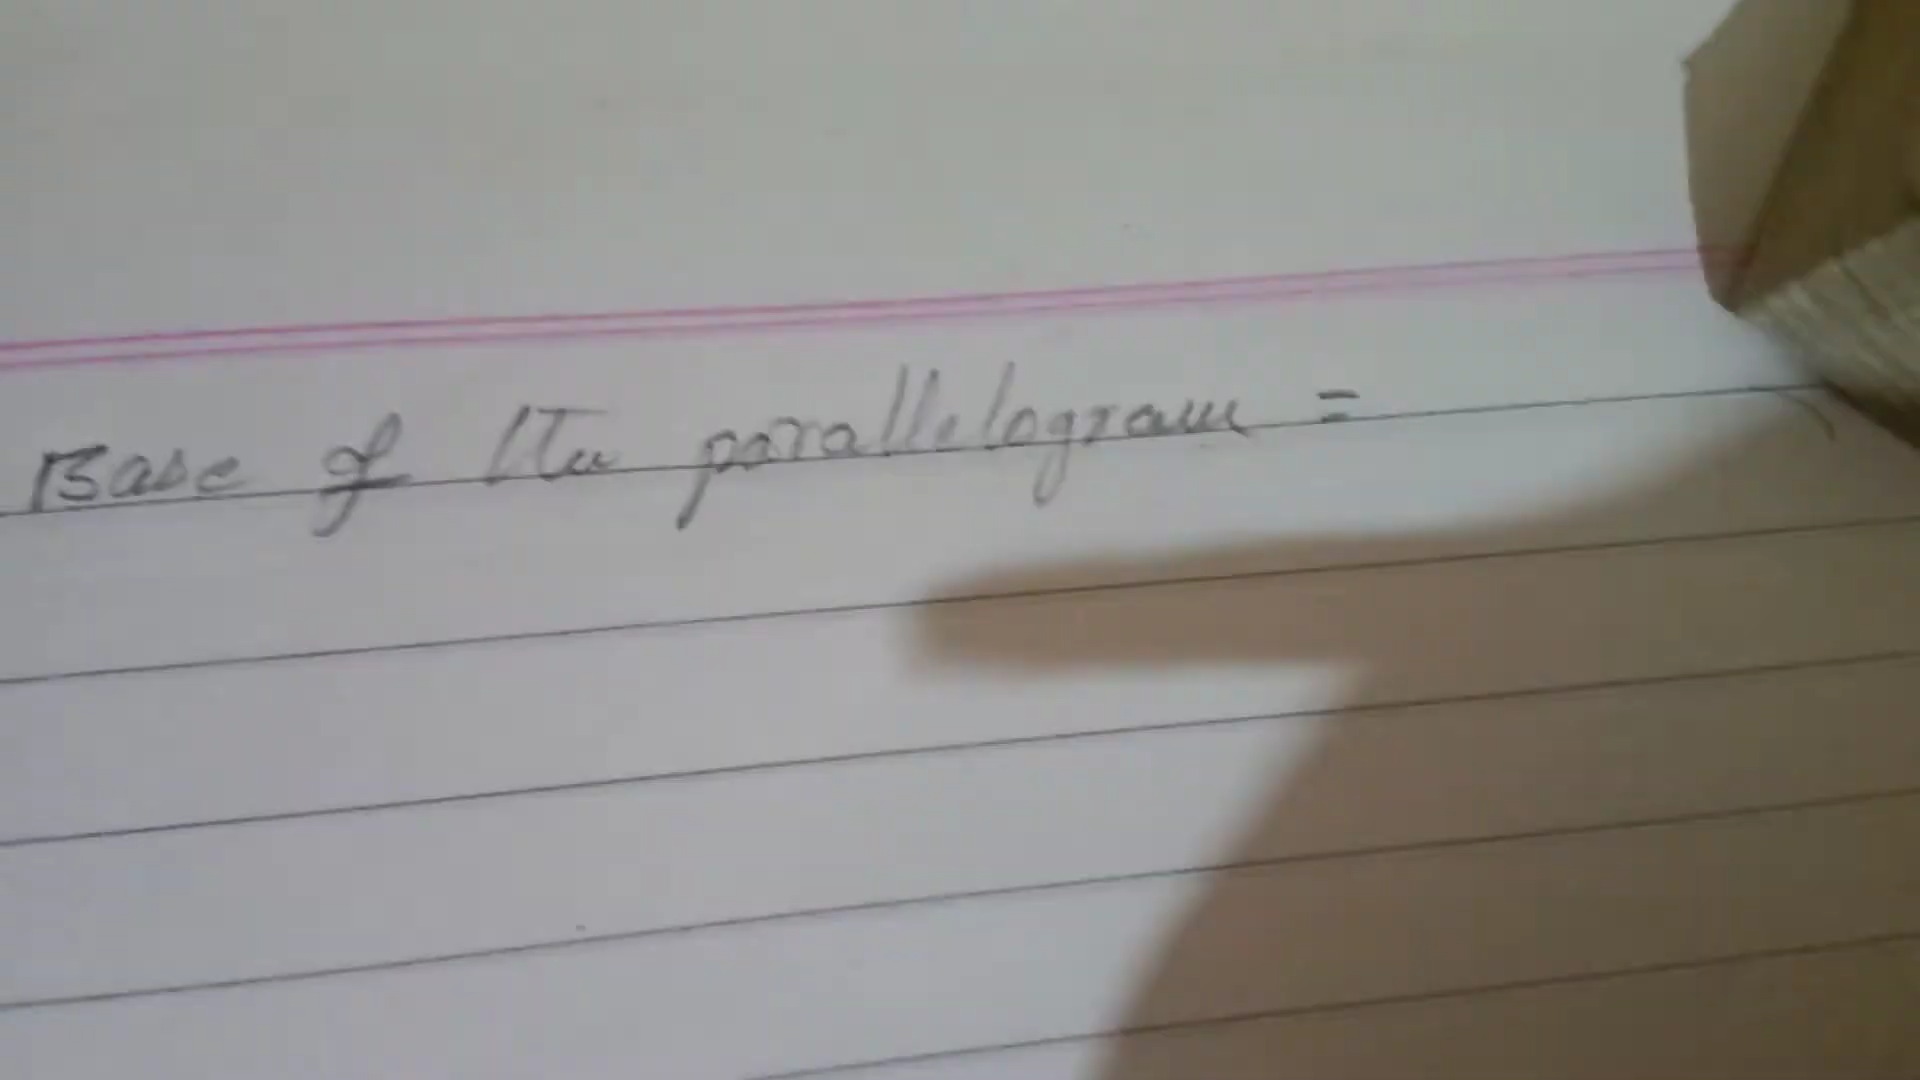 Base of the parallelogram =